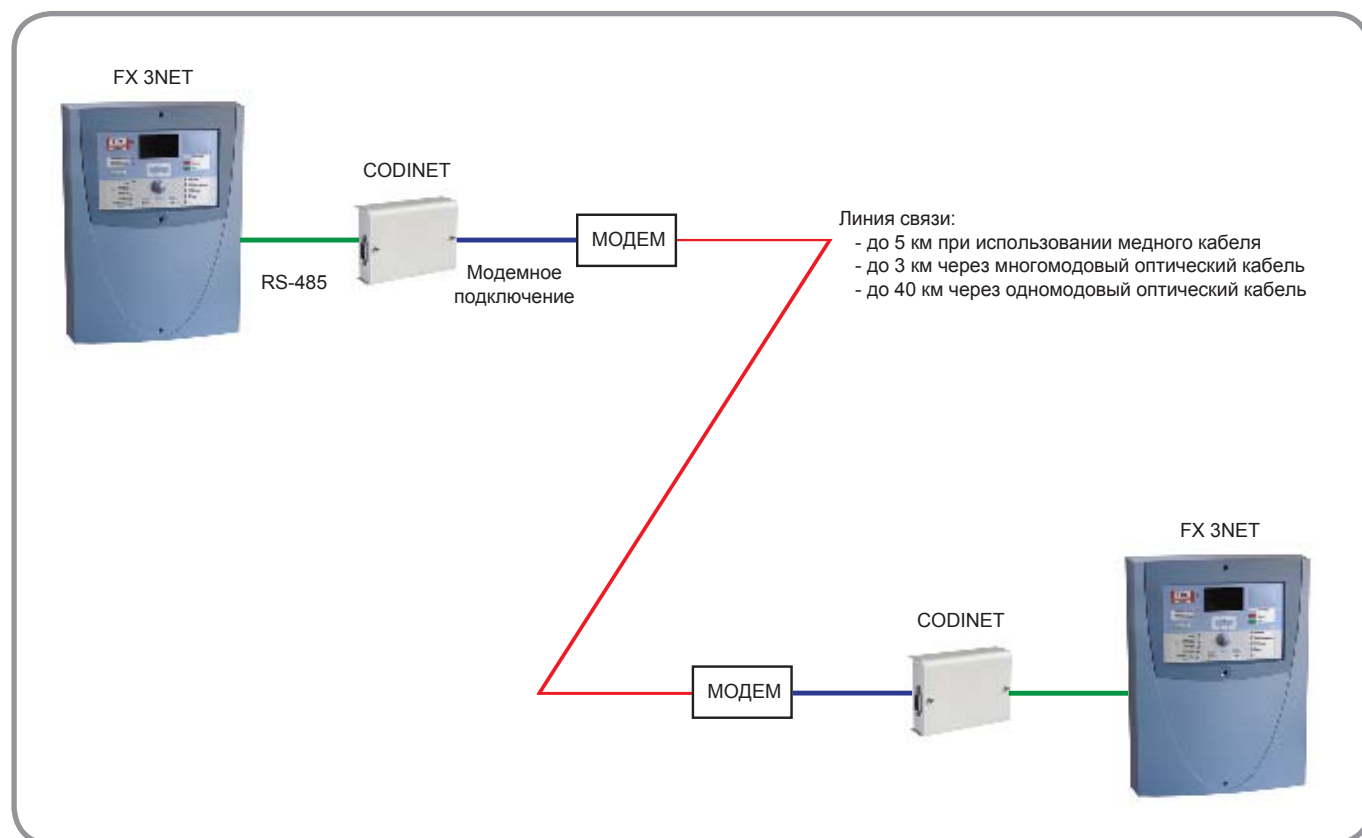 FX 3NET
CODINET
МОДЕМ
RS-485
Модемное
подключение
Линия связи:
- до 5 км при использовании медного кабеля
- до 3 км через многомодовый оптический кабель
- до 40 км через одномодовый оптический кабель
FX 3NET
CODINET
МОДЕМ